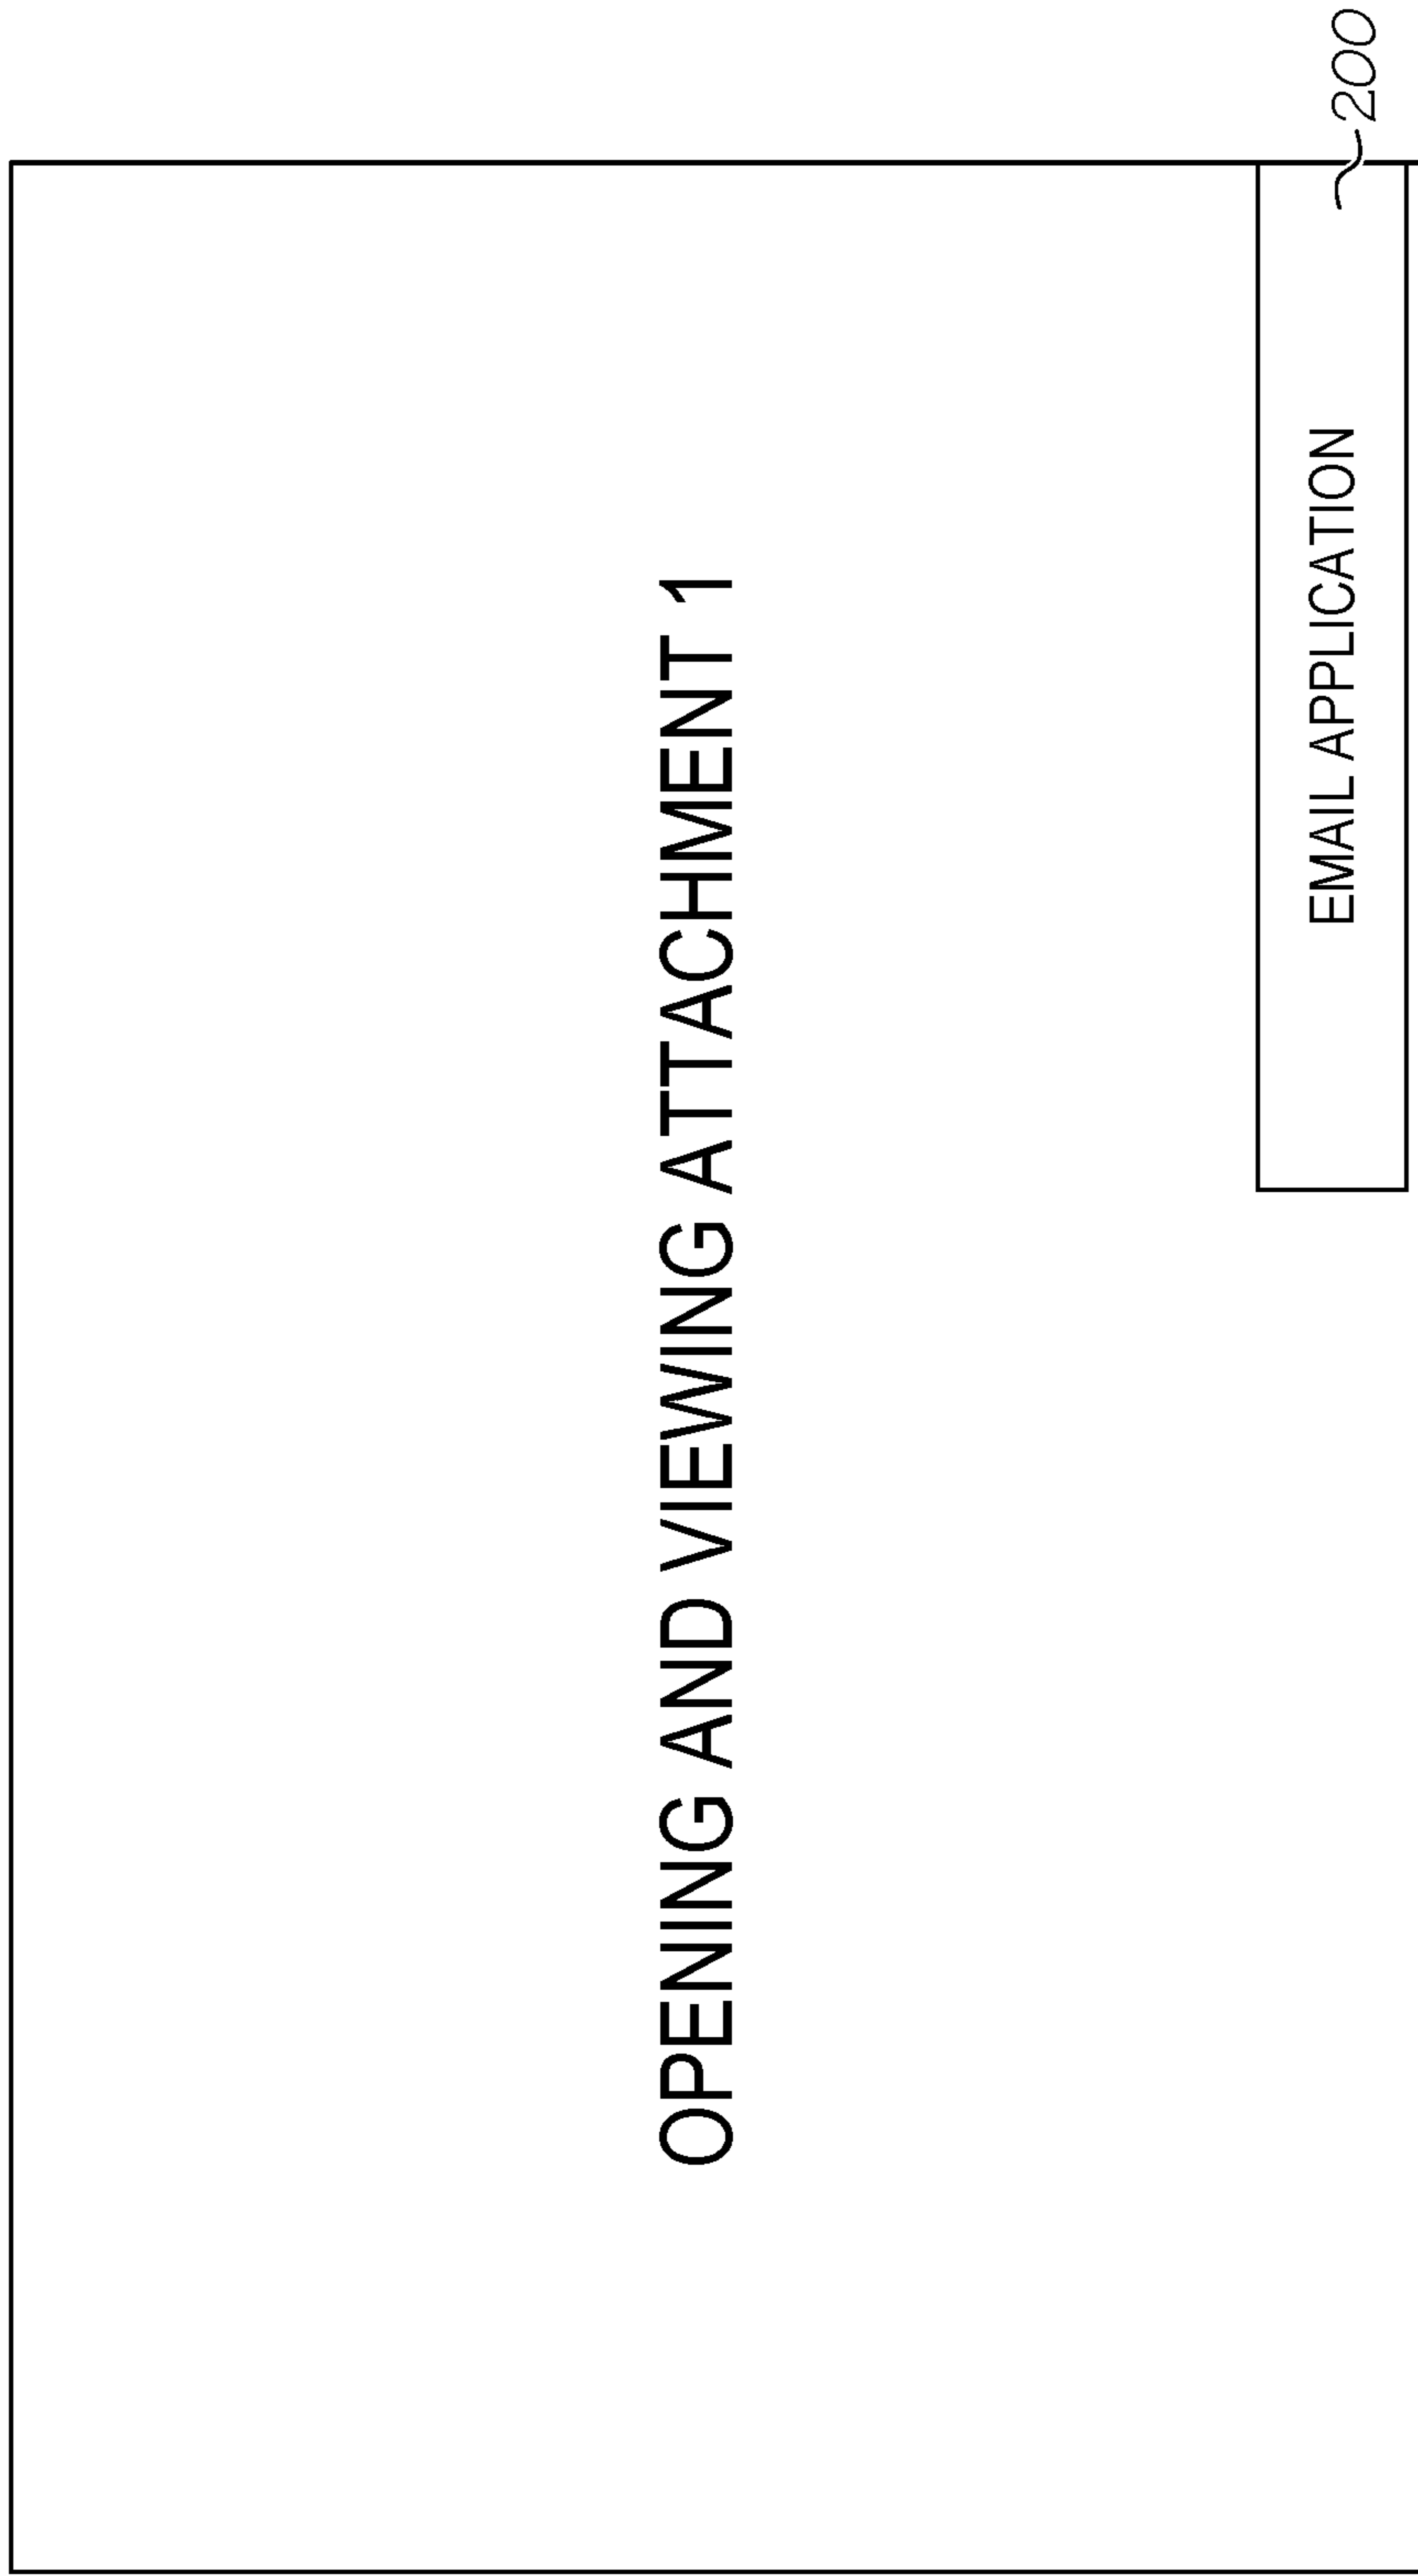 OPENING AND VIEWING ATTACHMENT 1
EMAIL APPLICATION
200